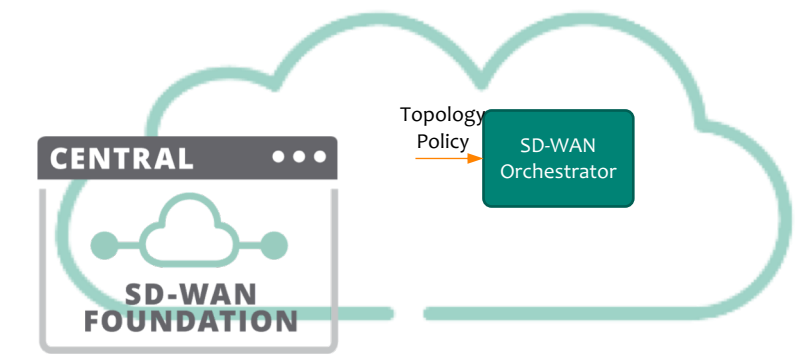 Topology
Policy
SD-WAN
Orchestrator
CENTRAL
SD-WAN
FOUNDATION